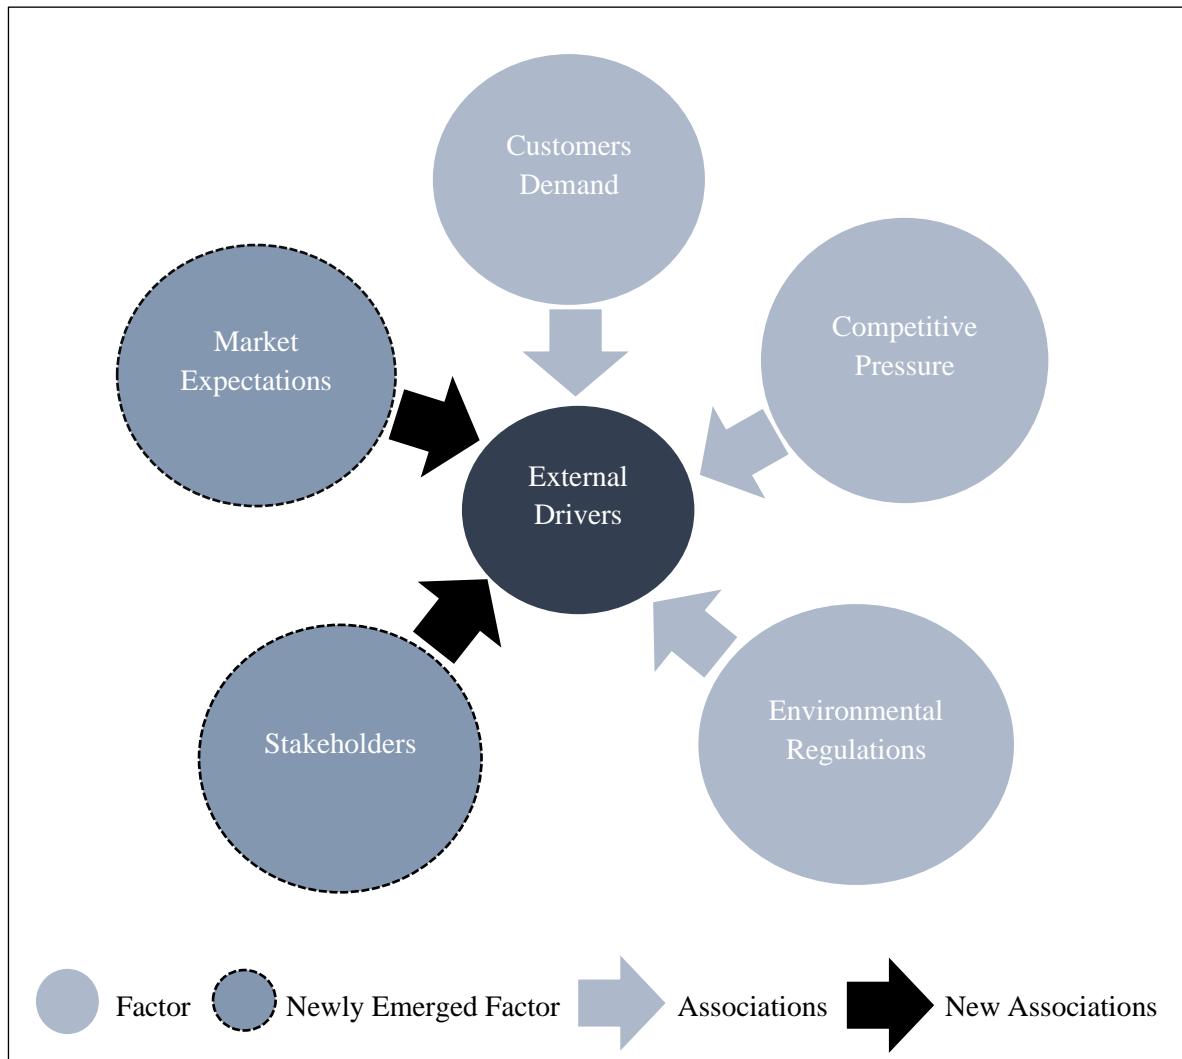 Customers
Demand
Market
Expectations
Competitive
Pressure
External
Drivers
Stakeholders
Environmental
Regulations
Factor
Newly Emerged Factor
Associations
New Associations